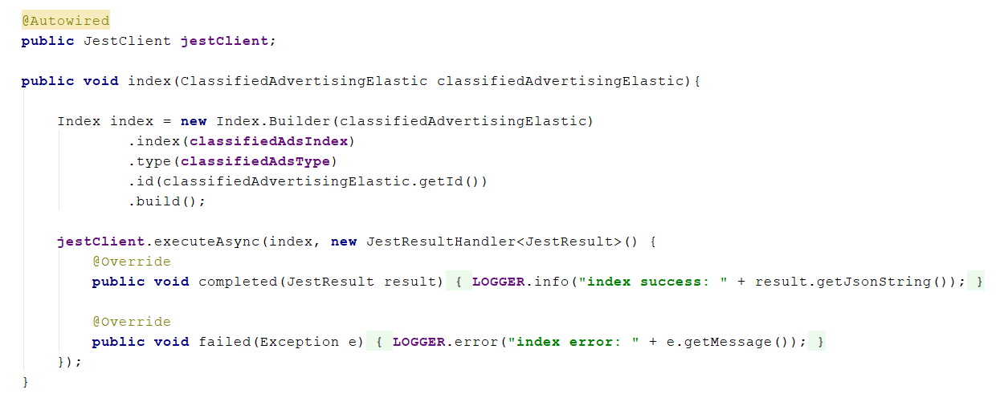 @Autowired
public JestClient jestClient;
public void index(ClassifiedAdvertisingElastic classifiedAdvertisingElastic){
Index index = new Index.Builder(classifiedAdvertisingElastic)
.index(classifiedAdsIndex)
.type(classifiedAdsType)
.id(classifiedAdvertisingElastic.getId())
.build();
jestClient.executeAsync(index, new JestResultHandler<JestResult>() {
@Override
public void completed(JestResult result) { LOGGER.info("index success: " + result.getJsonString()); }
@Override
public void failed(Exception e) { LOGGER.error("index error: " + e.getMessage()); }
});
}